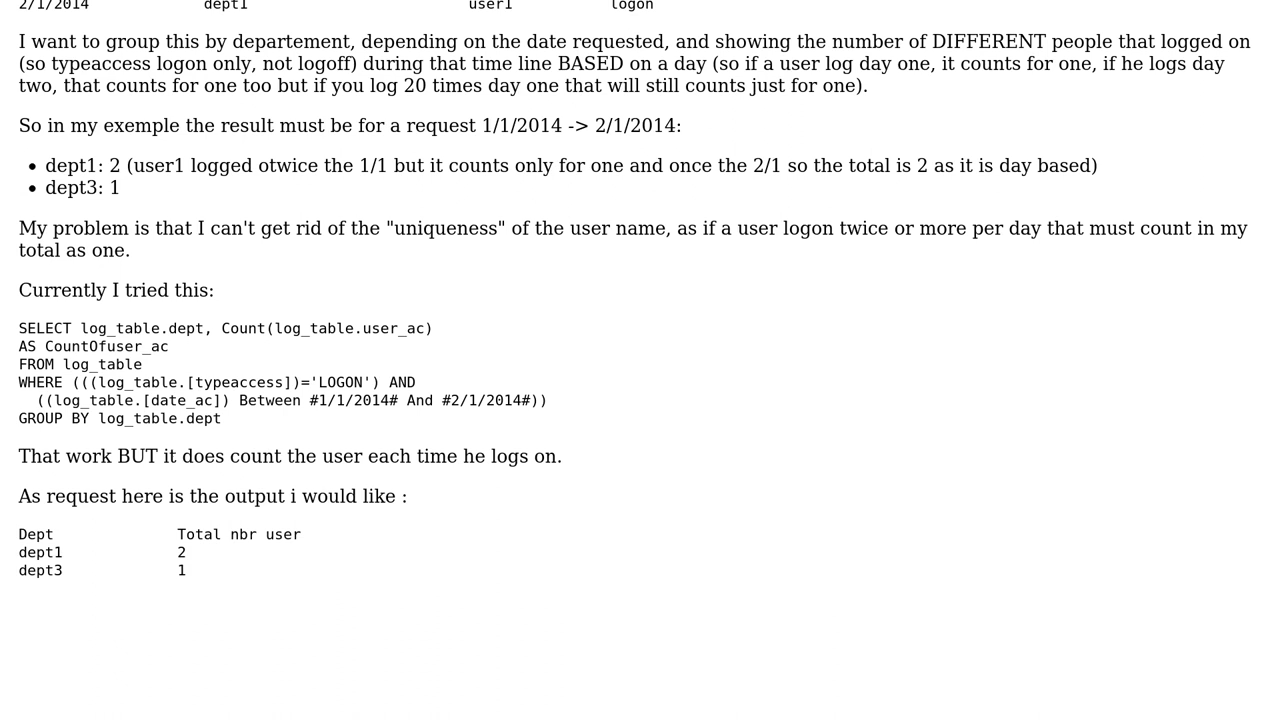 2/1/2014 dept1 user1 logon
I want to group this by departement, depending on the date requested, and showing the number of DIFFERENT people that logged on
(so typeaccess logon only, not logoff) during that time line BASED on a day (so if a user log day one, it counts for one, if he logs day
two, that counts for one too but if you log 20 times day one that will still counts just for one).
So in my exemple the result must be for a request 1/1/2014 -> 2/1/2014:
• dept1: 2 (user1 logged otwice the 1/1 but it counts only for one and once the 2/1 so the total is 2 as it is day based)
• dept3: 1
My problem is that I can't get rid of the "uniqueness" of the user name, as if a user logon twice or more per day that must count in my
total as one.
Currently I tried this:
SELECT log_table.dept, Count(log_table.user_ac)
AS CountOfuser_ac
FROM log_table
WHERE (((log_table.[typeaccess])='LOGON') AND
  ((log_table.[date_ac]) Between #1/1/2014# And #2/1/2014#))
GROUP BY log_table.dept
That work BUT it does count the user each time he logs on.
As request here is the output i would like :
Dept Total nbr user
dept1 2
dept3 1